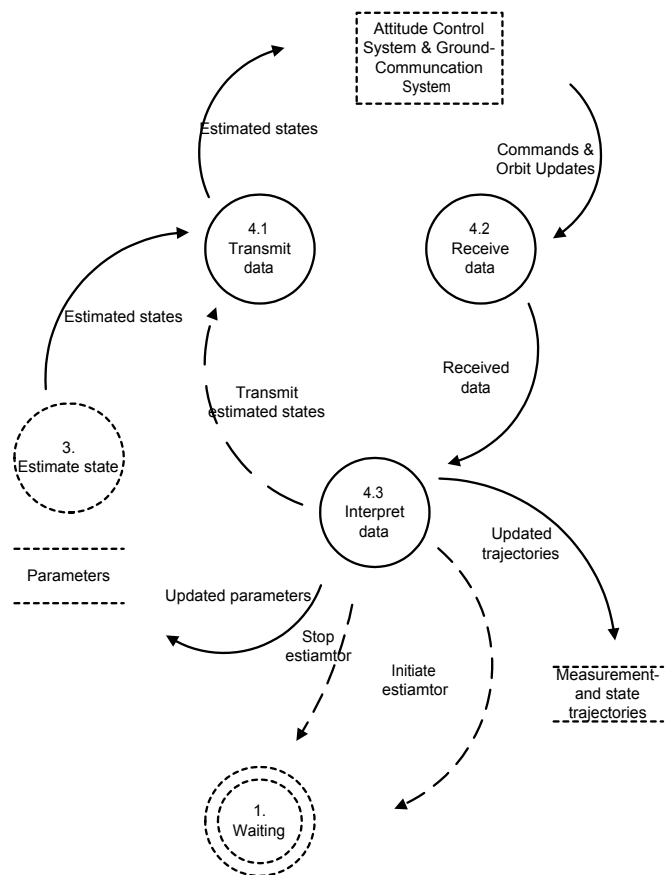 Attitude Control
System & Ground-
Communcation
System
Estimated states
Commands &
Orbit Updates
4.1
Transmit
data
4.2
Receive
data
Estimated states
Received
data
Transmit
estimated states
3.
Estimate state
4.3
Interpret
data
Updated
trajectories
Parameters
Updated parameters
Stop
estiamtor
Initiate
estiamtor
Measurement-
and state
trajectories
1.
Waiting